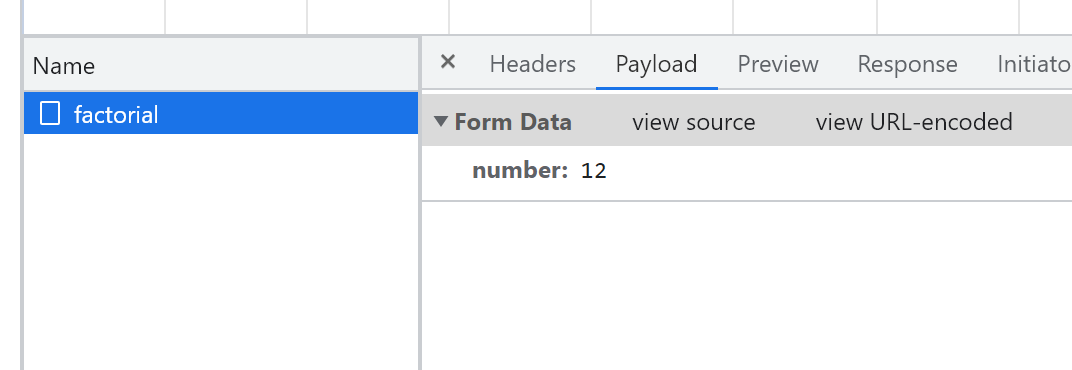 Name
× Headers Payload Preview Response Initiato
factorial
Form Data view source view URL-encoded
number: 12